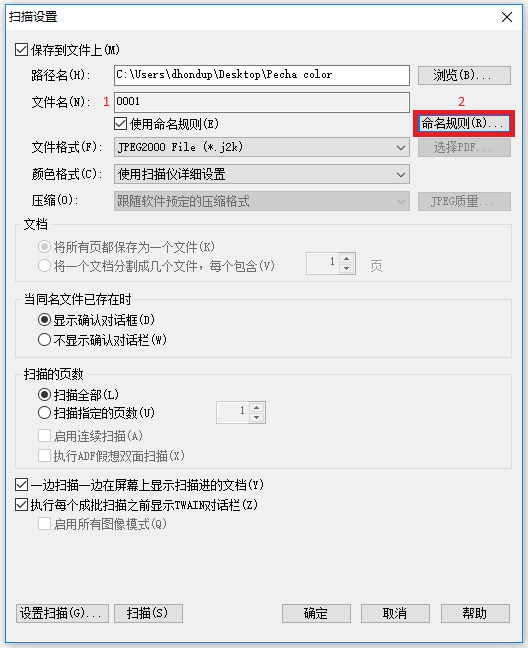 扫描设置
保存到文件上(M)
路径名(H): C:\Users\dhondup\Desktop\Pecha color 浏览(B)...
文件名(N): 1 0001 2
使用命名规则(E) 命名规则(R)...
文件格式(F): JPEG2000 File (*.j2k) 选择PDF...
颜色格式(C): 使用扫描仪详细设置
压缩(O): 跟随软件预定的压缩格式 JPEG质量...
文档
将所有页都保存为一个文件(K)
将一个文档分割成几个文件, 每个包含(V) 1 页
当同名文件已存在时
显示确认对话框(D)
不显示确认对话栏(W)
扫描的页数
扫描全部(L)
扫描指定的页数(U) 1
启用连续扫描(A)
执行ADF假想双面扫描(X)
一边扫描一边在屏幕上显示扫描进的文档(Y)
执行每个成批扫描之前显示TWAIN对话栏(Z)
启用所有图像模式(Q)
设置扫描(G)... 扫描(S) 确定 取消 帮助